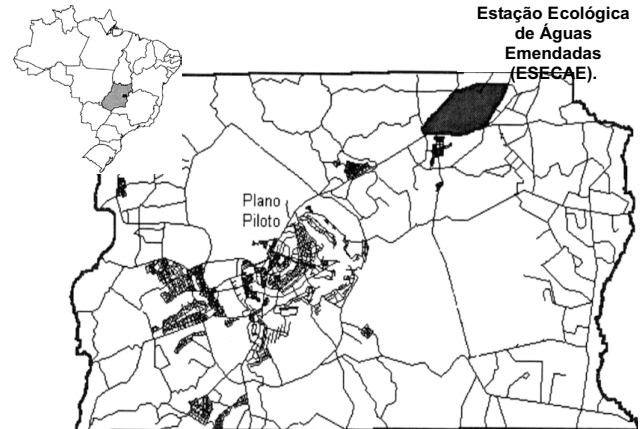 Estação Ecológica
de Águas
Emendadas
(ESECAE).
Plano
Piloto